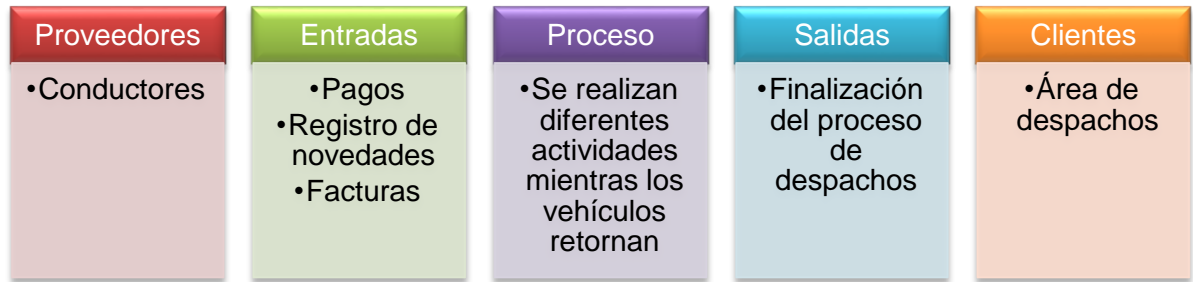 Proveedores
•Conductores
Entradas
•Pagos
•Registro de
novedades
•Facturas
Proceso
•Se realizan
diferentes
actividades
mientras los
vehículos
retornan
Salidas
•Finalización
del proceso
de
despachos
Clientes
•Área de
despachos